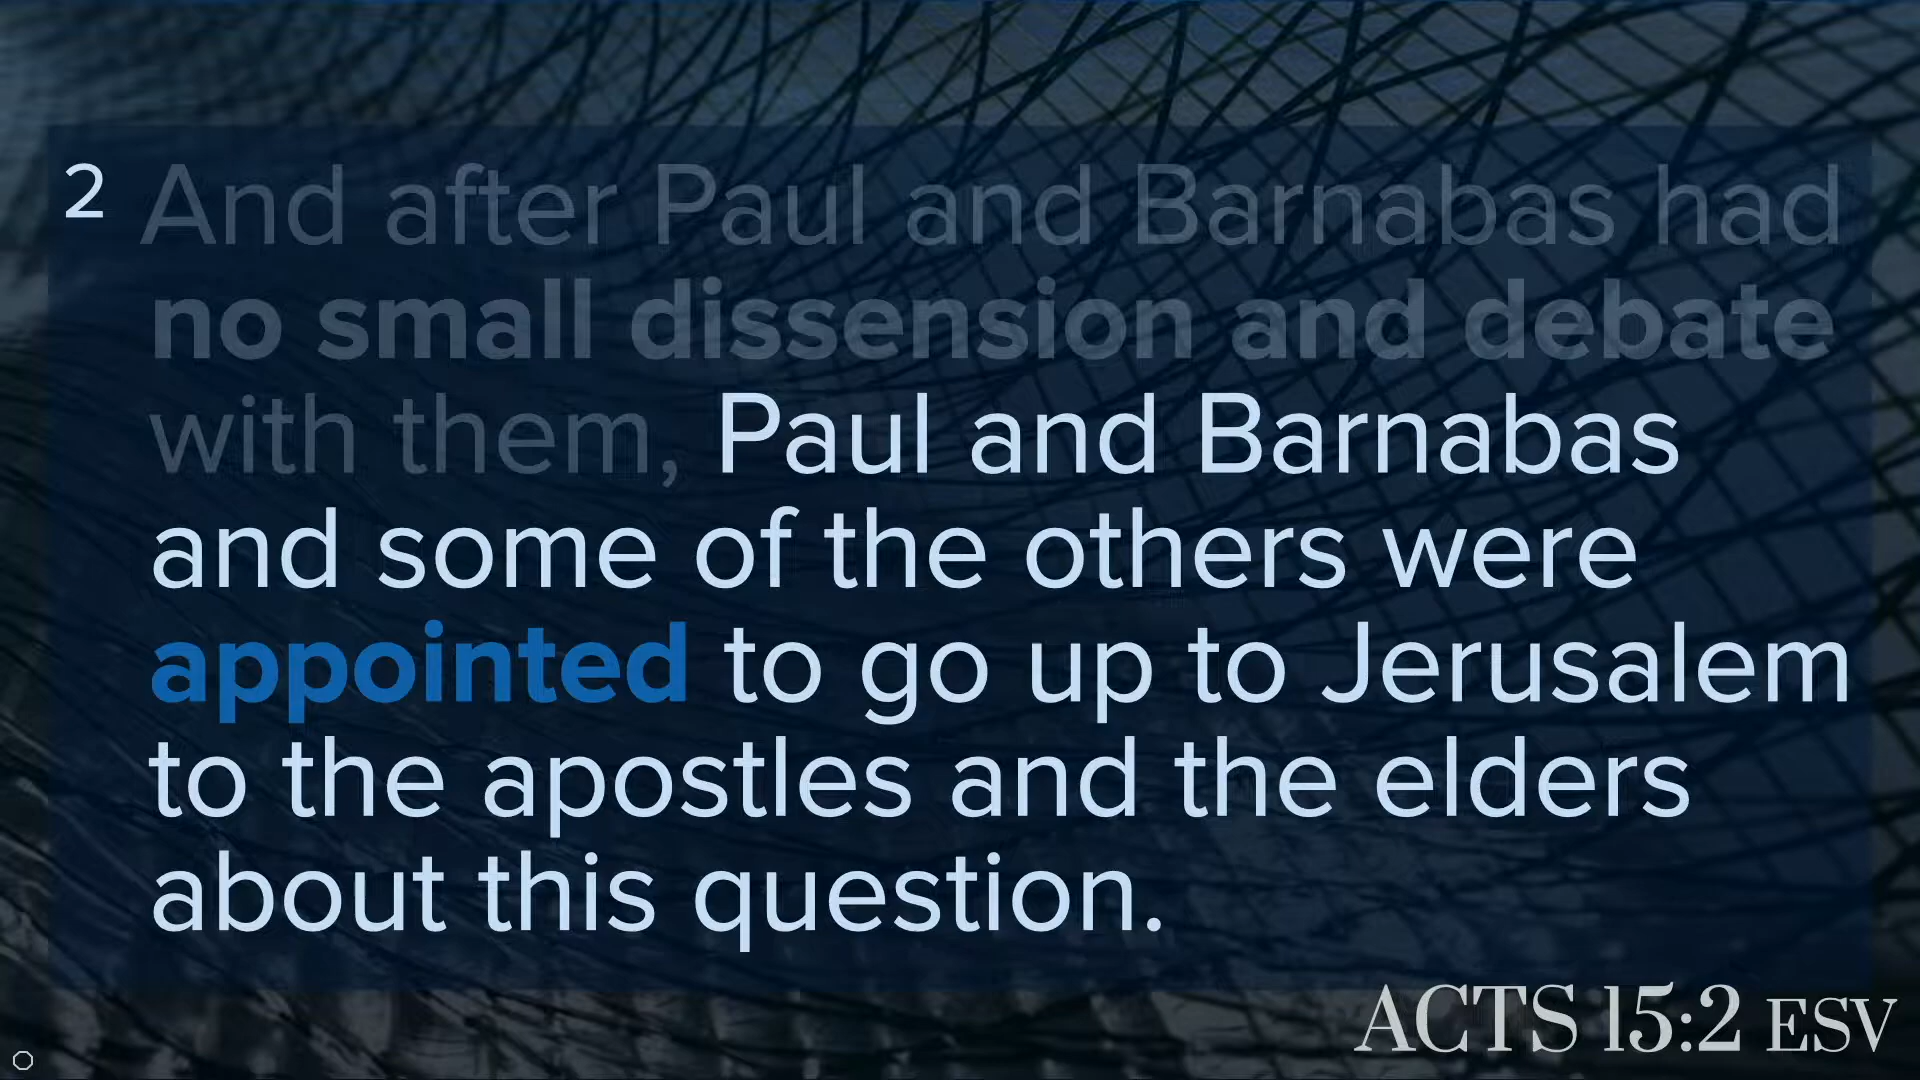 2 And after Paul and Barnabas had
no small dissension and debate
with them, Paul and Barnabas
and some of the others were
appointed to go up to Jerusalem
to the apostles and the elders
about this question.
ACTS 15:2 ESV